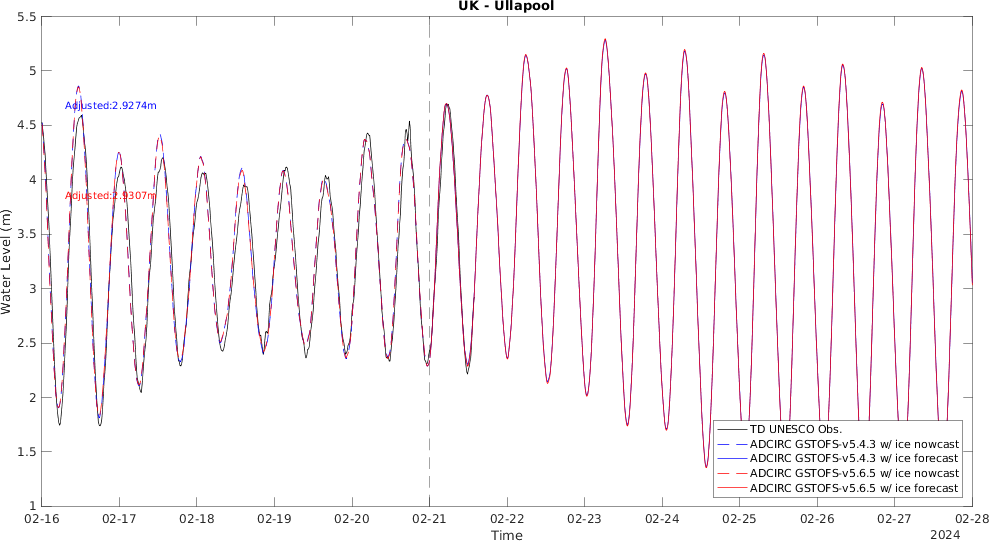 UK - Ullapool
5.5
5
4.5
4
3.5
3
2.5
2
1.5
1
Water Level (m)
Adjusted:2.9274m
Adjusted:2.9307m
TD UNESCO Obs.
ADCIRC GSTOFS-v5.4.3 w/ ice nowcast
ADCIRC GSTOFS-v5.4.3 w/ ice forecast
ADCIRC GSTOFS-v5.6.5 w/ ice nowcast
ADCIRC GSTOFS-v5.6.5 w/ ice forecast
02-16 02-17 02-18 02-19 02-20 02-21 02-22 02-23 02-24 02-25 02-26 02-27 02-28
Time
2024